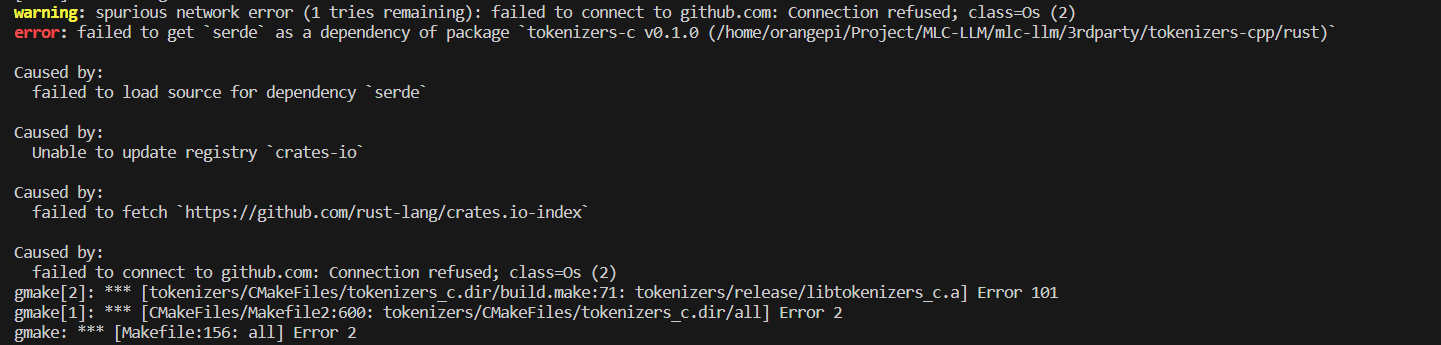 warning: spurious network error (1 tries remaining): failed to connect to github.com: Connection refused; class=Os (2)
error: failed to get `serde` as a dependency of package `tokenizers-c v0.1.0 (/home/orangepi/Project/MLC-LLM/mlc-llm/3rdparty/tokenizers-cpp/rust)`
Caused by:
failed to load source for dependency `serde`
Caused by:
Unable to update registry `crates-io`
Caused by:
failed to fetch `https://github.com/rust-lang/crates.io-index`
Caused by:
failed to connect to github.com: Connection refused; class=Os (2)
gmake[2]: *** [tokenizers/CMakeFiles/tokenizers_c.dir/build.make:71: tokenizers/release/libtokenizers_c.a] Error 101
gmake[1]: *** [CMakeFiles/Makefile2:600: tokenizers/CMakeFiles/tokenizers_c.dir/all] Error 2
gmake: *** [Makefile:156: all] Error 2